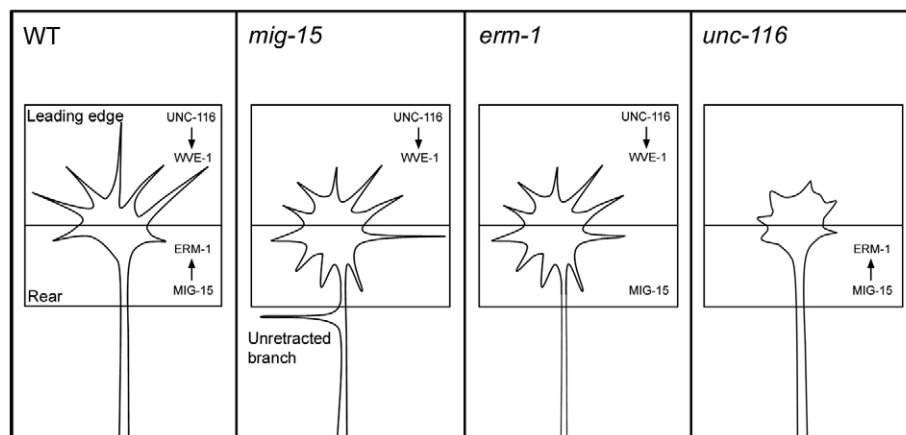 WT
Leading edge
UNC-116
WVE-1
ERM-1
MIG-15
Rear
mig-15
UNC-116
WVE-1
Unretracted
branch
erm-1
UNC-116
WVE-1
MIG-15
unc-116
ERM-1
MIG-15